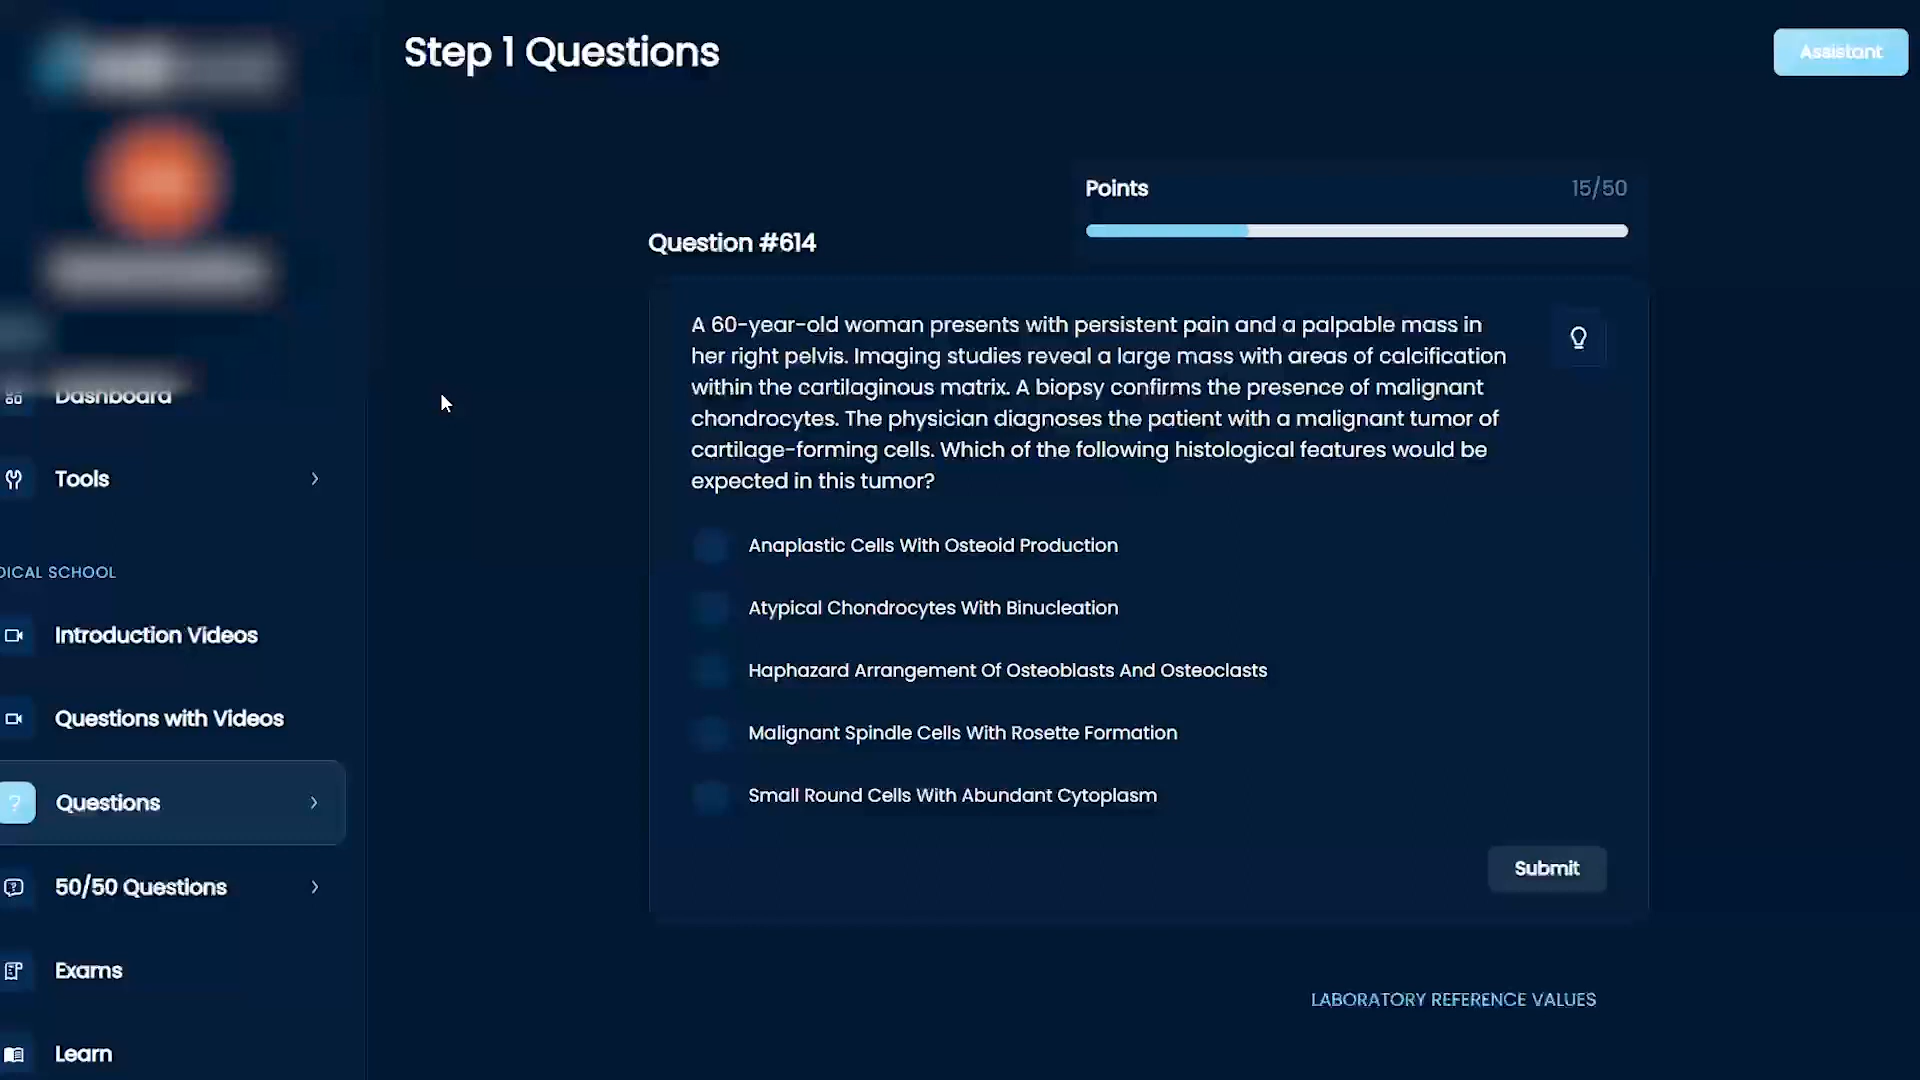 Step 1 Questions
Assistant
Points
15/50
Question #614
A 60-year-old woman presents with persistent pain and a palpable mass in
her right pelvis. Imaging studies reveal a large mass with areas of calcification
within the cartilaginous matrix. A biopsy confirms the presence of malignant
chondrocytes. The physician diagnoses the patient with a malignant tumor of
cartilage-forming cells. Which of the following histological features would be
expected in this tumor?
Anaplastic Cells With Osteoid Production
Atypical Chondrocytes With Binucleation
Haphazard Arrangement Of Osteoblasts And Osteoclasts
Malignant Spindle Cells With Rosette Formation
Small Round Cells With Abundant Cytoplasm
Submit
LABORATORY REFERENCE VALUES
Dashboard
Tools
DICAL SCHOOL
Introduction Videos
Questions with Videos
Questions
50/50 Questions
Exams
Learn